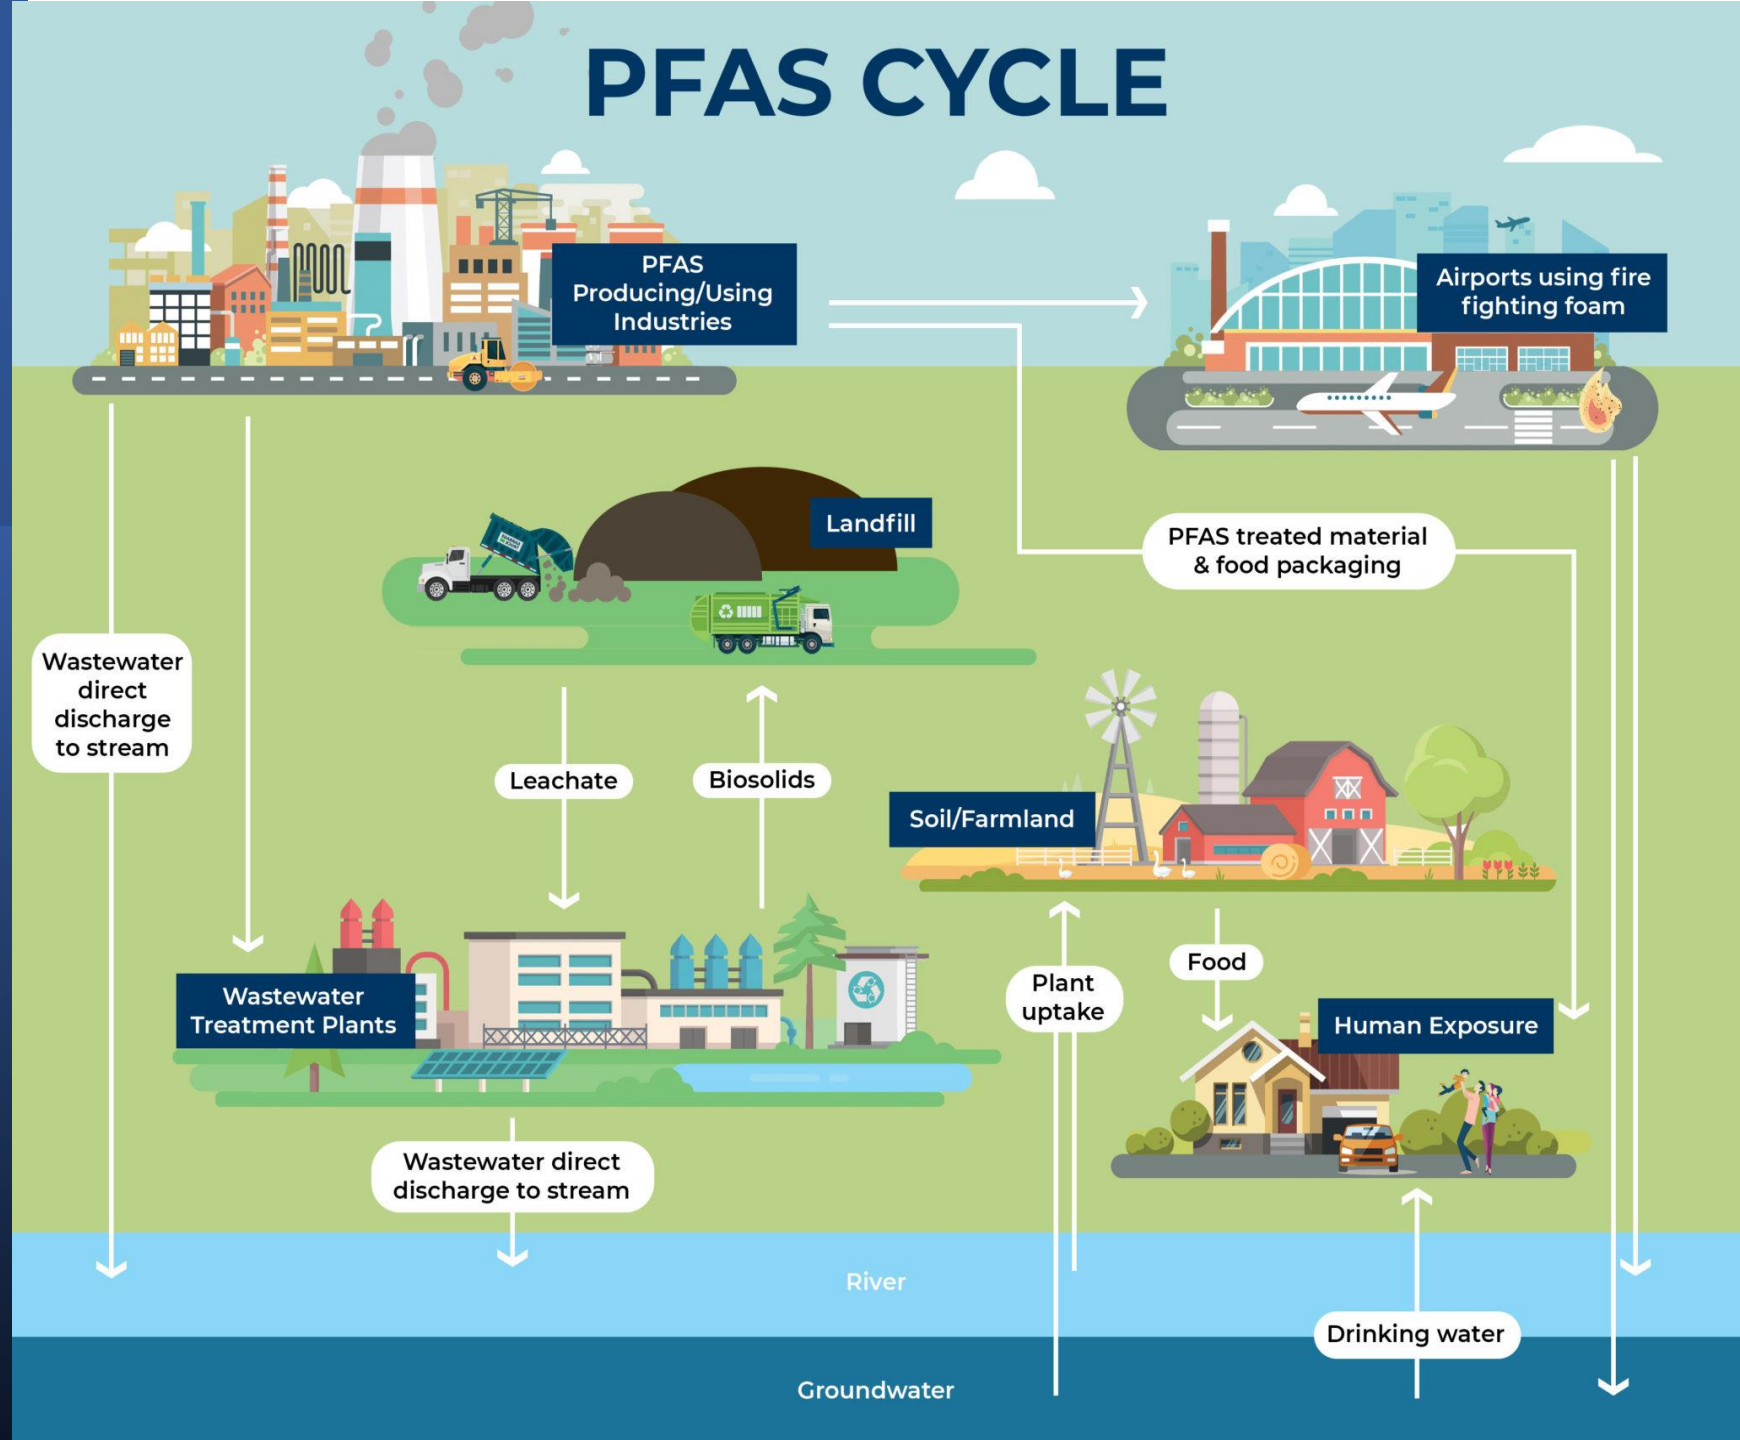 PFAS CYCLE
PFAS
Producing/Using
Industries
Airports using fire
fighting foam
Landfill
PFAS treated material
& food packaging
Wastewater
direct
discharge
to stream
Leachate
Biosolids
Soil/Farmland
Food
Plant
uptake
Wastewater
Treatment Plants
Human Exposure
Wastewater direct
discharge to stream
River
Drinking water
Groundwater